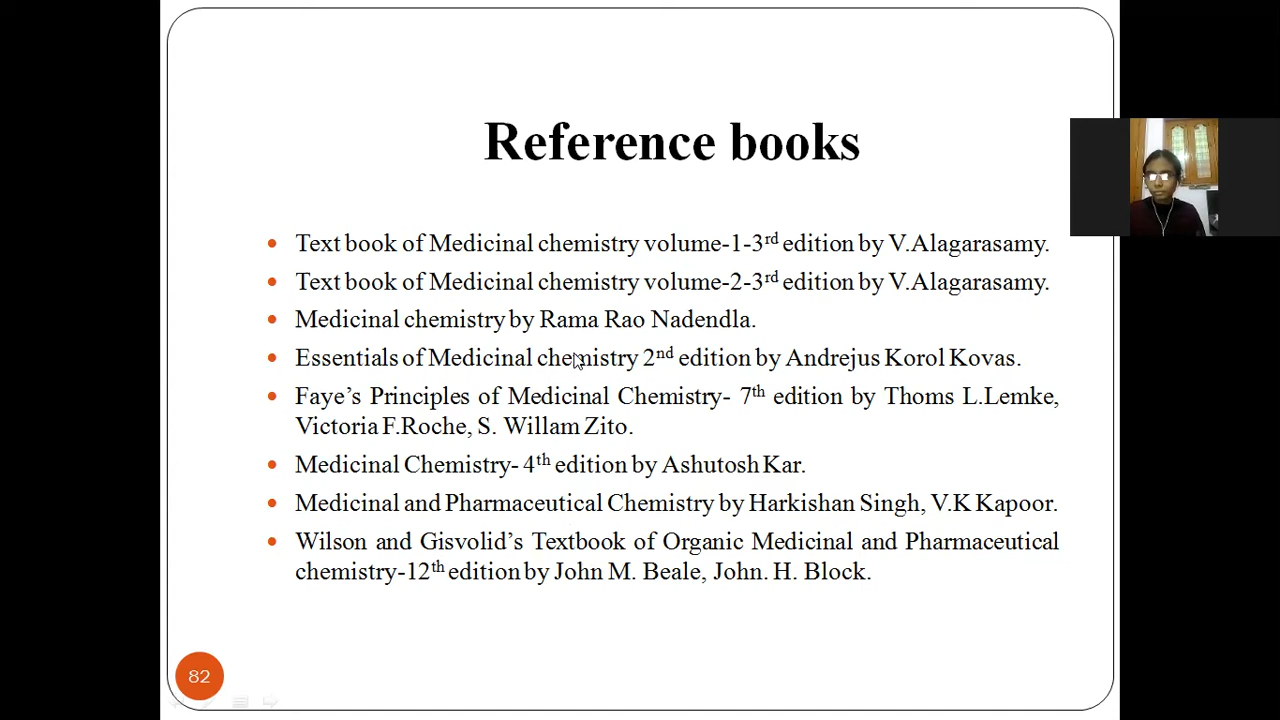 Reference books
• Text book of Medicinal chemistry volume-1-3rd edition by V.Alagarasamy.
• Text book of Medicinal chemistry volume-2-3rd edition by V.Alagarasamy.
• Medicinal chemistry by Rama Rao Nadendla.
• Essentials of Medicinal chemistry 2nd edition by Andrejus Korol Kovas.
• Faye’s Principles of Medicinal Chemistry- 7th edition by Thoms L.Lemke,
Victoria F.Roche, S. Willam Zito.
• Medicinal Chemistry- 4th edition by Ashutosh Kar.
• Medicinal and Pharmaceutical Chemistry by Harkishan Singh, V.K Kapoor.
• Wilson and Gisvolid’s Textbook of Organic Medicinal and Pharmaceutical
chemistry-12th edition by John M. Beale, John. H. Block.
82